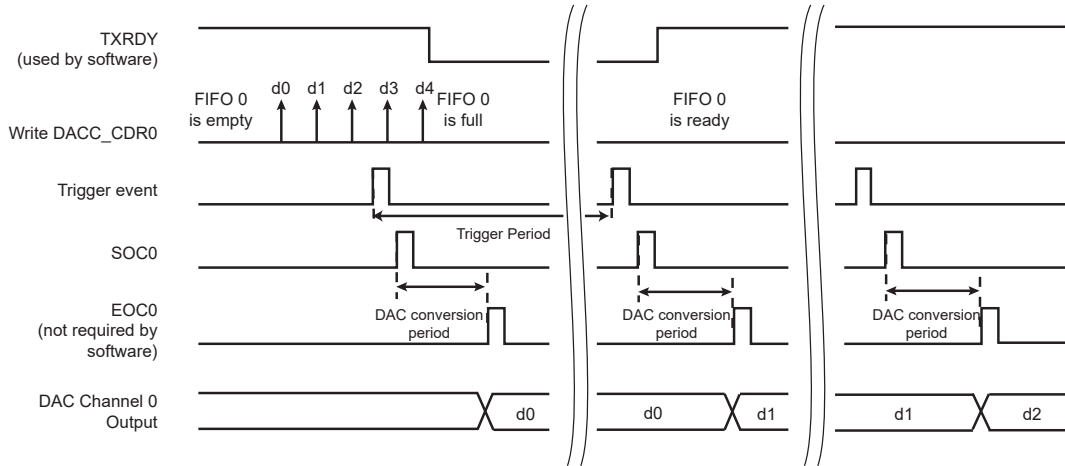 TXRDY
(used by software)
FIFO 0
is empty
d0
d1
d2
d3
d4
FIFO 0
is full
FIFO 0
is ready
Write DACC_CDR0
Trigger event
Trigger Period
SOC0
EOC0
(not required by
software)
DAC conversion
period
DAC conversion
period
DAC conversion
period
DAC Channel 0
Output
d0
d0
d1
d1
d2